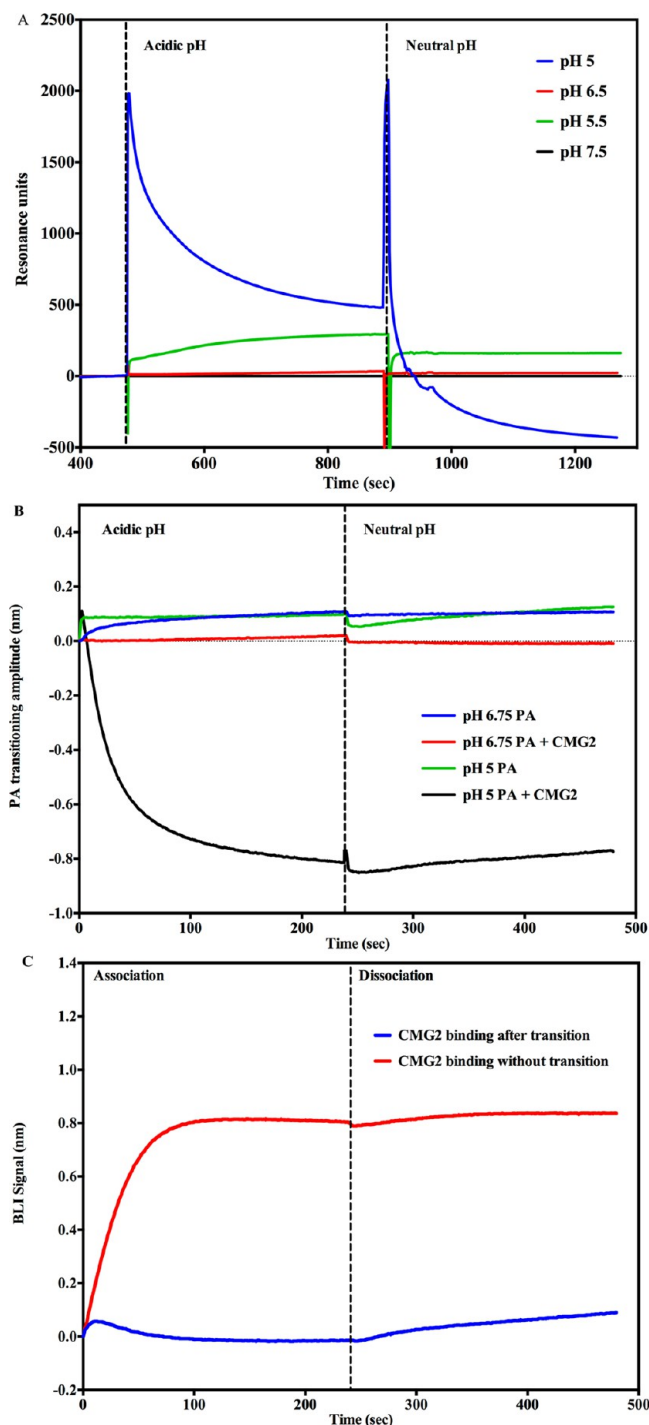 A
2500
2000
1500
1000
500
0
-500
Resonance units
Acidic pH
Neutral pH
pH 5
pH 6.5
pH 5.5
pH 7.5
400
600
800
1000
1200
Time (sec)
B
0.4
0.2
0.0
-0.2
-0.4
-0.6
-0.8
-1.0
PA transitioning amplitude (nm)
Acidic pH
Neutral pH
pH 6.75 PA
pH 6.75 PA + CMG2
pH 5 PA
pH 5 PA + CMG2
0
100
200
300
400
500
Time (sec)
C
1.4
1.2
1.0
0.8
0.6
0.4
0.2
0.0
-0.2
BLI Signal (nm)
Association
Dissociation
CMG2 binding after transition
CMG2 binding without transition
0
100
200
300
400
500
Time (sec)